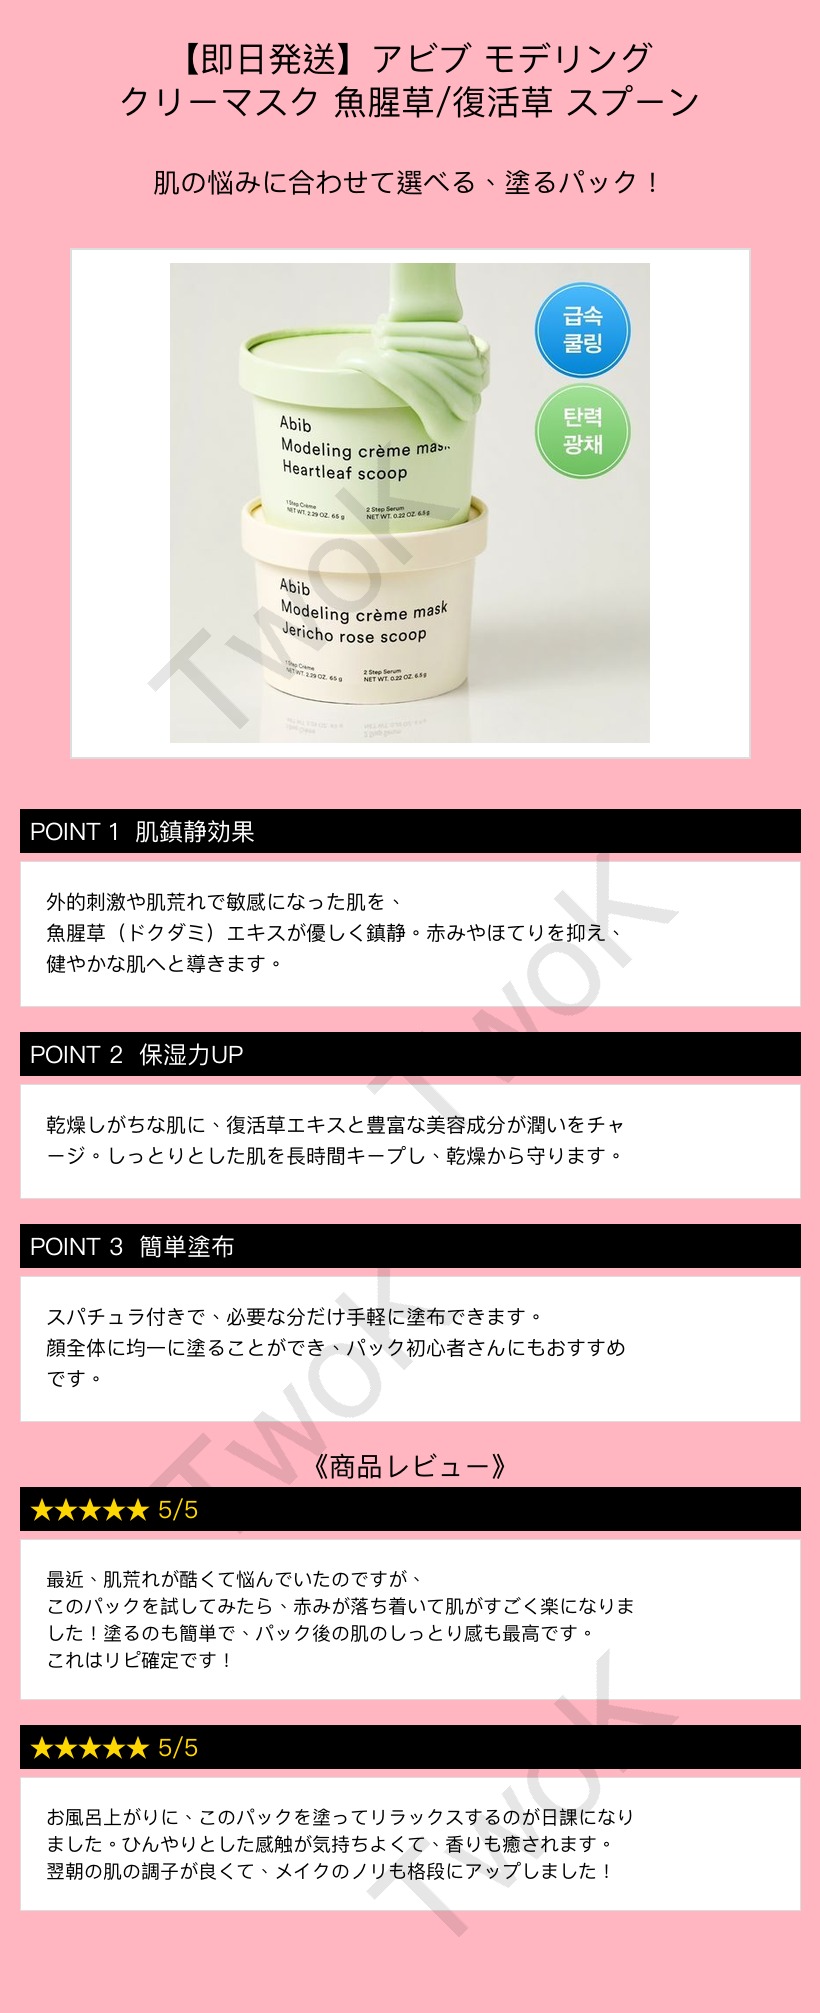 【即日発送】アビブ モデリング
クリーマスク 魚腥草/復活草 スプーン
肌の悩みに合わせて選べる、塗るパック！
급속
쿨링
탄력
광채
Abib
Modeling crème mas..
Heartleaf scoop
1 Step Crème
NET WT. 2.29 OZ. 65 g
2 Step Serum
NET WT. 0.22 OZ. 6.5 g
Abib
Modeling crème mask
Jericho rose scoop
1 Step Crème
NET WT. 2.29 OZ. 65 g
2 Step Serum
NET WT. 0.22 OZ. 6.5 g
TwoK
POINT 1 肌鎮静効果
外的刺激や肌荒れで敏感になった肌を、
魚腥草（ドクダミ）エキスが優しく鎮静。赤みやほてりを抑え、
健やかな肌へと導きます。
TwoK
POINT 2 保湿力UP
乾燥しがちな肌に、復活草エキスと豊富な美容成分が潤いをチャ
ージ。しっとりとした肌を長時間キープし、乾燥から守ります。
POINT 3 簡単塗布
スパチュラ付きで、必要な分だけ手軽に塗布できます。
顔全体に均一に塗ることができ、パック初心者さんにもおすすめ
です。
TwoK
《商品レビュー》
★★★★★ 5/5
最近、肌荒れが酷くて悩んでいたのですが、
このパックを試してみたら、赤みが落ち着いて肌がすごく楽になりま
した！塗るのも簡単で、パック後の肌のしっとり感も最高です。
これはリピ確定です！
★★★★★ 5/5
お風呂上がりに、このパックを塗ってリラックスするのが日課になり
ました。ひんやりとした感触が気持ちよくて、香りも癒されます。
翌朝の肌の調子が良くて、メイクのノリも格段にアップしました！
TwoK